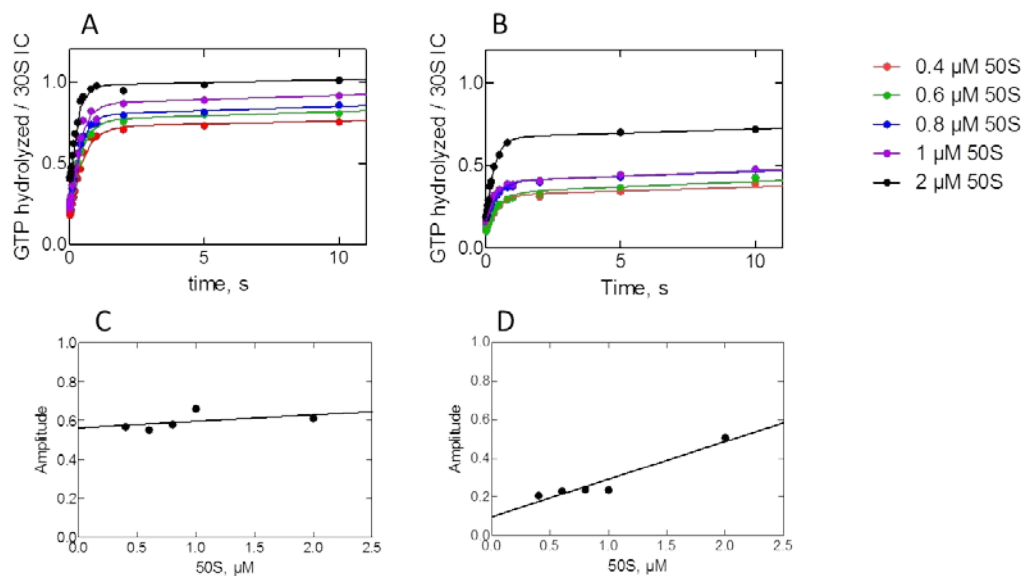 A
GTP hydrolyzed / 30S IC
1.0
0.5
0.0
0
5
10
time, s
B
GTP hydrolyzed / 30S IC
1.0
0.5
0.0
0
5
10
Time, s
0.4 µM 50S
0.6 µM 50S
0.8 µM 50S
1 µM 50S
2 µM 50S
C
Amplitude
1.0
0.8
0.6
0.4
0.2
0.0
0.0
0.5
1.0
1.5
2.0
2.5
50S, µM
D
Amplitude
1.0
0.8
0.6
0.4
0.2
0.0
0.0
0.5
1.0
1.5
2.0
2.5
50S, µM